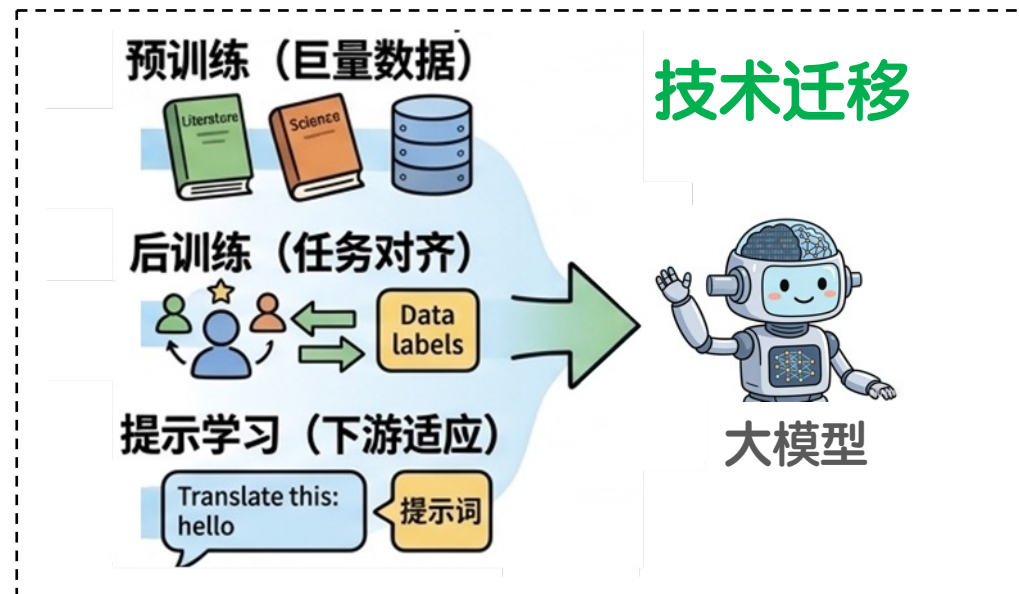 预训练（巨量数据）
技术迁移
Literature
Science
后训练（任务对齐）
Data
labels
大模型
提示学习（下游适应）
Translate this:
hello
提示词